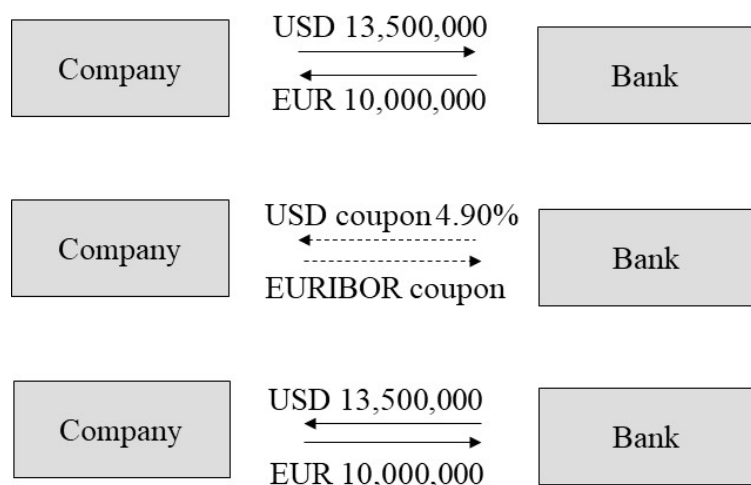 USD 13,500,000
Company
Bank
EUR 10,000,000
USD coupon 4.90%
Company
Bank
EURIBOR coupon
USD 13,500,000
Company
Bank
EUR 10,000,000